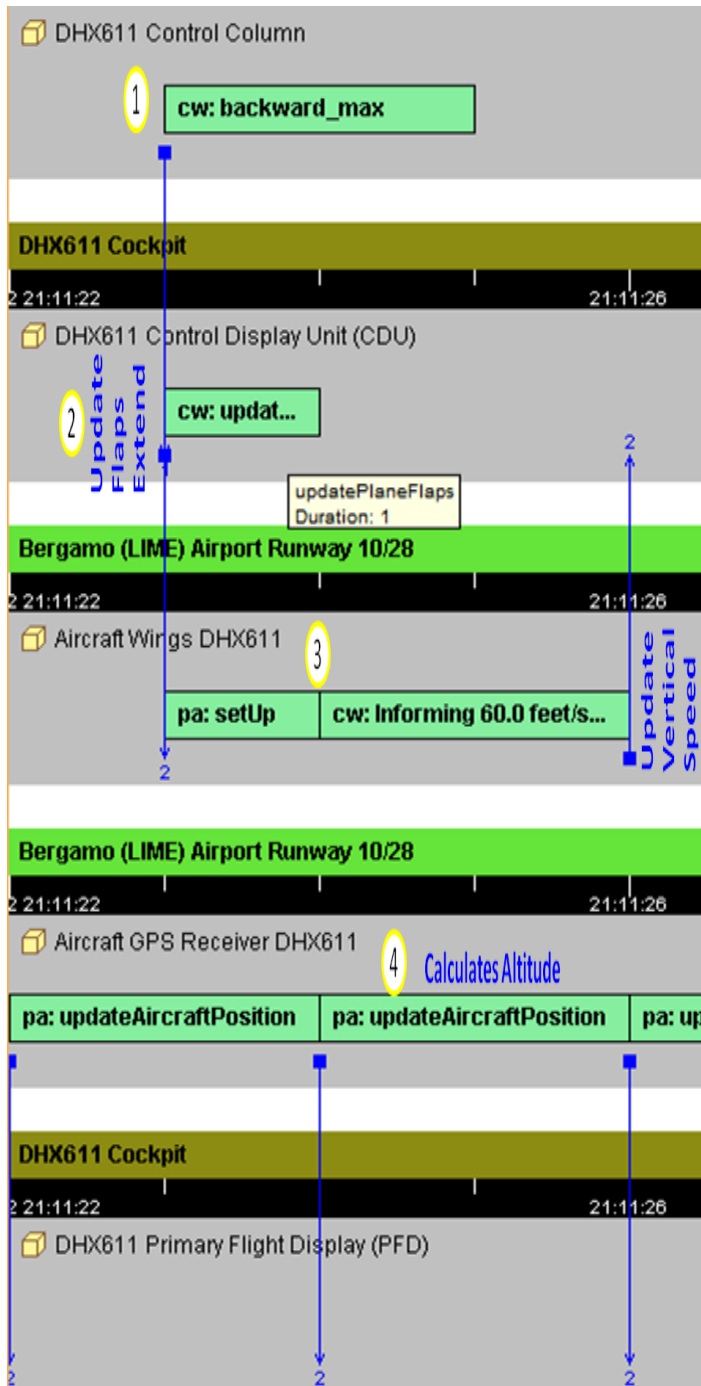 DHX611 Control Column
1
cw: backward_max
DHX611 Cockpit
2 21:11:22
21:11:26
DHX611 Control Display Unit (CDU)
2
Update
Flaps
Extend
cw: updat...
2
updatePlaneFlaps
Duration: 1
Bergamo (LIME) Airport Runway 10/28
2 21:11:22
21:11:26
Aircraft Wings DHX611
3
pa: setUp
cw: Informing 60.0 feet/s...
Update
Vertical
Speed
2
Bergamo (LIME) Airport Runway 10/28
2 21:11:22
21:11:26
Aircraft GPS Receiver DHX611
4
Calculates Altitude
pa: updateAircraftPosition
pa: updateAircraftPosition
pa: up
DHX611 Cockpit
2 21:11:22
21:11:26
DHX611 Primary Flight Display (PFD)
2
2
2